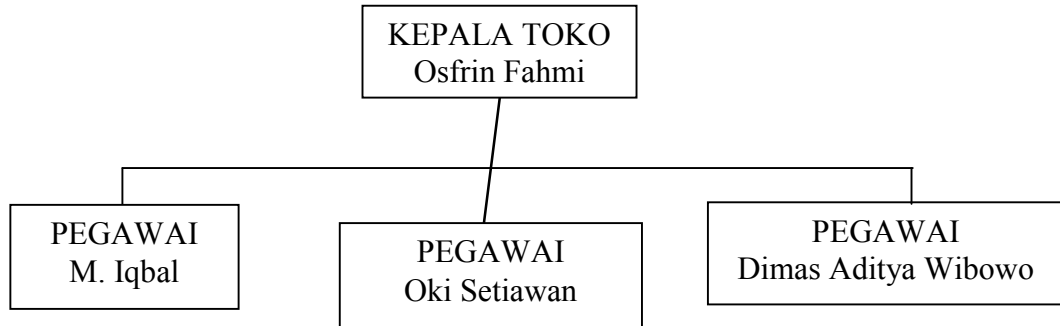 KEPALA TOKO
Osfrin Fahmi
PEGAWAI
M. Iqbal
PEGAWAI
Oki Setiawan
PEGAWAI
Dimas Aditya Wibowo